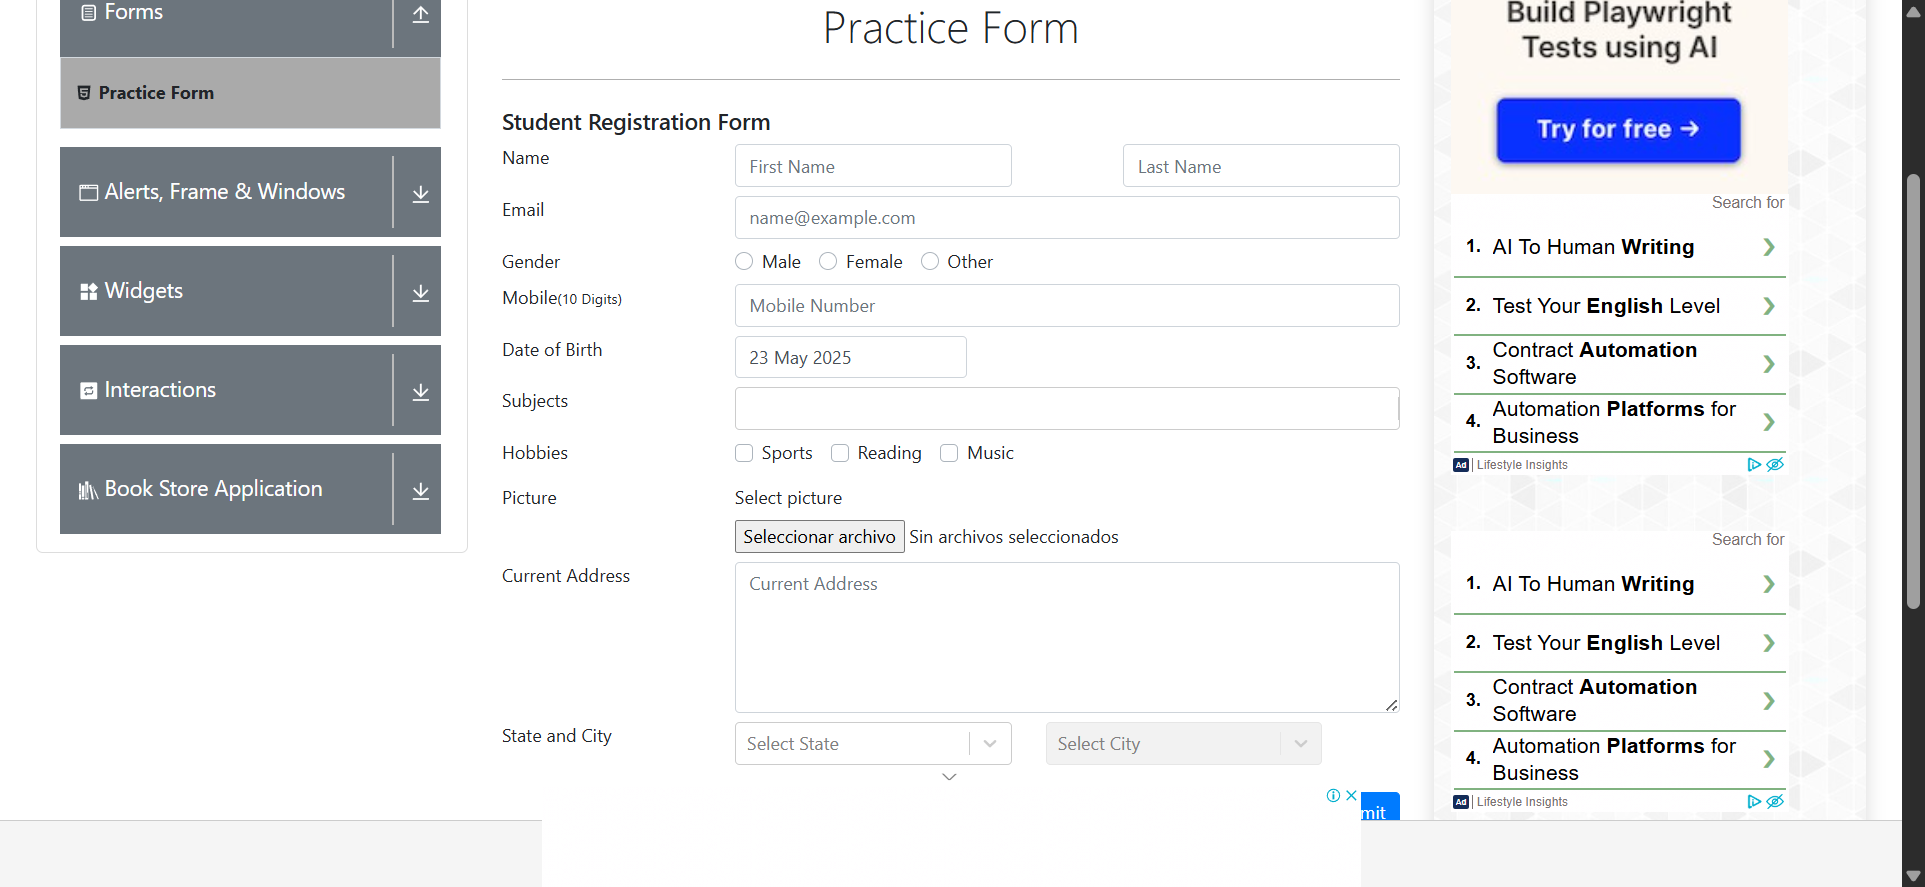 Forms
Practice Form
Alerts, Frame & Windows
Widgets
Interactions
Book Store Application
Practice Form
Student Registration Form
Name
First Name
Last Name
Email
name@example.com
Gender
Male
Female
Other
Mobile(10 Digits)
Mobile Number
Date of Birth
23 May 2025
Subjects
Hobbies
Sports
Reading
Music
Picture
Select picture
Seleccionar archivo
Sin archivos seleccionados
Current Address
Current Address
State and City
Select State
Select City
mit
Build Playwright
Tests using AI
Try for free →
Search for
1. AI To Human Writing
2. Test Your English Level
3. Contract Automation
Software
4. Automation Platforms for
Business
Ad | Lifestyle Insights
Search for
1. AI To Human Writing
2. Test Your English Level
3. Contract Automation
Software
4. Automation Platforms for
Business
Ad | Lifestyle Insights